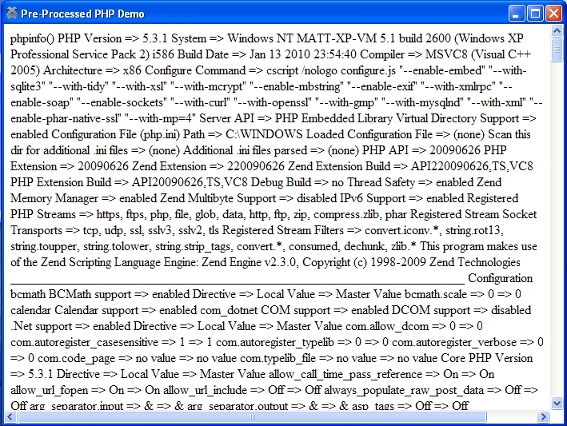 Pre-Processed PHP Demo
phpinfo() PHP Version => 5.3.1 System => Windows NT MATT-XP-VM 5.1 build 2600 (Windows XP
Professional Service Pack 2) i586 Build Date => Jan 13 2010 23:54:40 Compiler => MSVC8 (Visual C++
2005) Architecture => x86 Configure Command => cscript /nologo configure.js "--enable-embed" "--with-
sqlite3" "--with-tidy" "--with-xsl" "--with-mcrypt" "--enable-mbstring" "--enable-exif" "--with-xmlrpc" "--
enable-soap" "--enable-sockets" "--with-curl" "--with-openssl" "--with-gmp" "--with-mysqlnd" "--with-xml" "--
enable-phar-native-ssl" "--with-mp=4" Server API => PHP Embedded Library Virtual Directory Support =>
enabled Configuration File (php.ini) Path => C:\WINDOWS Loaded Configuration File => (none) Scan this
dir for additional .ini files => (none) Additional .ini files parsed => (none) PHP API => 20090626 PHP
Extension => 20090626 Zend Extension => 220090626 Zend Extension Build => API220090626,TS,VC8
PHP Extension Build => API20090626,TS,VC8 Debug Build => no Thread Safety => enabled Zend
Memory Manager => enabled Zend Multibyte Support => disabled IPv6 Support => enabled Registered
PHP Streams => https, ftps, php, file, glob, data, http, ftp, zip, compress.zlib, phar Registered Stream Socket
Transports => tcp, udp, ssl, sslv3, sslv2, tls Registered Stream Filters => convert.iconv.*, string.rot13,
string.toupper, string.tolower, string.strip_tags, convert.*, consumed, dechunk, zlib.* This program makes use
of the Zend Scripting Language Engine: Zend Engine v2.3.0, Copyright (c) 1998-2009 Zend Technologies
_______________________________________________________________________ Configuration
bcmath BCMath support => enabled Directive => Local Value => Master Value bcmath.scale => 0 => 0
calendar Calendar support => enabled com_dotnet COM support => enabled DCOM support => disabled
.Net support => enabled Directive => Local Value => Master Value com.allow_dcom => 0 => 0
com.autoregister_casesensitive => 1 => 1 com.autoregister_typelib => 0 => 0 com.autoregister_verbose => 0
=> 0 com.code_page => no value => no value com.typelib_file => no value => no value Core PHP Version
=> 5.3.1 Directive => Local Value => Master Value allow_call_time_pass_reference => On => On
allow_url_fopen => On => On allow_url_include => Off => Off always_populate_raw_post_data => Off =>
Off arg_separator.input => & => & arg_separator.output => & => & asp_tags => Off => Off